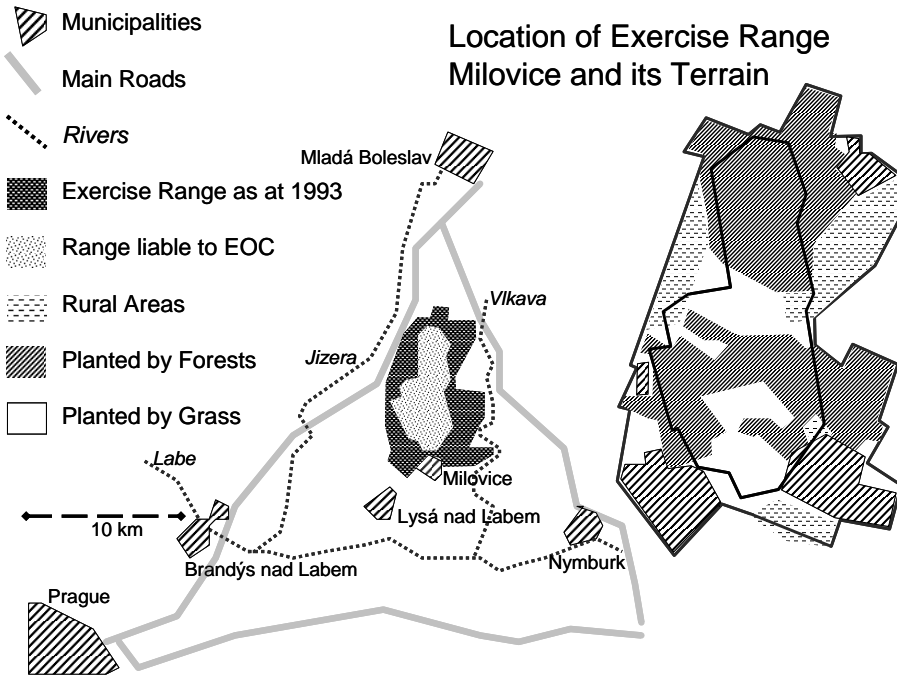 Location of Exercise Range
Milovice and its Terrain
Municipalities
Main Roads
Rivers
Exercise Range as at 1993
Range liable to EOC
Rural Areas
Planted by Forests
Planted by Grass
Mladá Boleslav
Vlkava
Jizera
Labe
Milovice
10 km
Lysá nad Labem
Brandýs nad Labem
Nymburk
Prague